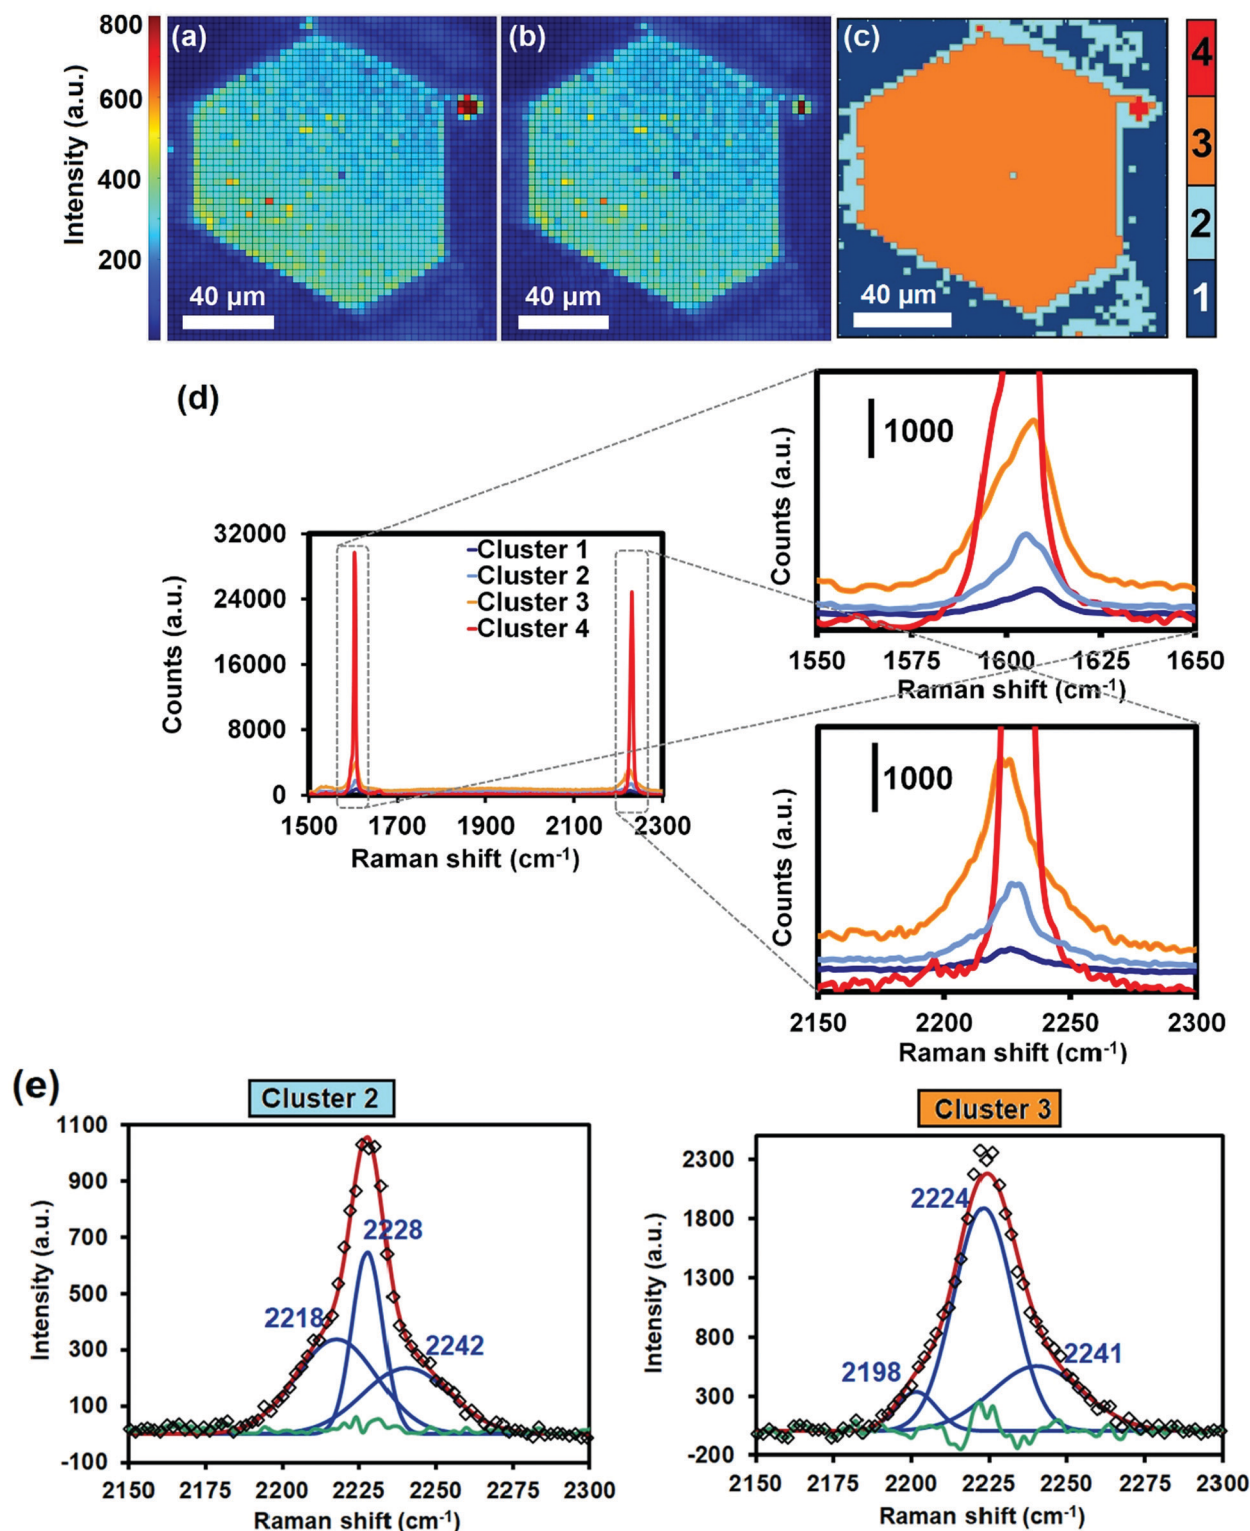 800
600
400
200
Intensity (a.u.)
(a)
40 µm
(b)
40 µm
(c)
40 µm
4
3
2
1
(d)
32000
24000
16000
8000
0
Counts (a.u.)
Cluster 1
Cluster 2
Cluster 3
Cluster 4
1500 1700 1900 2100 2300
Raman shift (cm-1)
1000
Counts (a.u.)
1550 1575 1600 1625 1650
Raman shift (cm-1)
1000
Counts (a.u.)
2150 2200 2250 2300
Raman shift (cm-1)
(e)
Cluster 2
1100
900
700
500
300
100
-100
Intensity (a.u.)
2228
2218
2242
2150 2175 2200 2225 2250 2275 2300
Raman shift (cm-1)
Cluster 3
2300
1800
1300
800
300
-200
Intensity (a.u.)
2224
2198
2241
2150 2175 2200 2225 2250 2275 2300
Raman shift (cm-1)